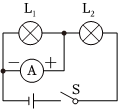 L₁ L₂
− A +
S